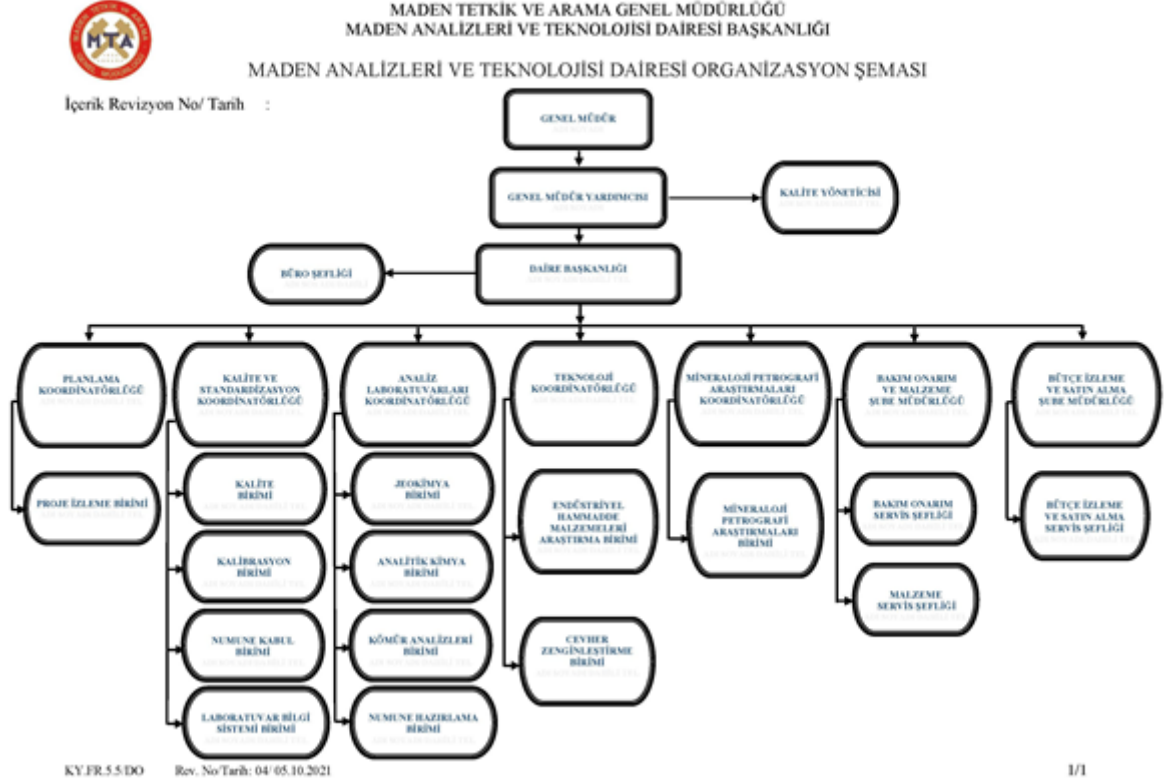 MADEN TETKİK VE ARAMA GENEL MÜDÜRLÜĞÜ
MADEN ANALİZLERİ VE TEKNOLOJİSİ DAİRESİ BAŞKANLIĞI
MTA
MADEN ANALİZLERİ VE TEKNOLOJİSİ DAİRESİ ORGANİZASYON ŞEMASI
İçerik Revizyon No/ Tarih :
GENEL MÜDÜR
GENEL MÜDÜR YARDIMCISI
KALİTE YÖNETİCİSİ
BÜRO ŞEFLİĞİ
DAİRE BAŞKANLIĞI
PLANLAMA
KOORDİNATÖRLÜĞÜ
KALİTE VE
STANDARDİZASYON
KOORDİNATÖRLÜĞÜ
ANALİZ
LABORATUVARLARI
KOORDİNATÖRLÜĞÜ
TEKNOLOJİ
KOORDİNATÖRLÜĞÜ
MİNERALOJİ PETROGRAFİ
ARAŞTIRMALARI
KOORDİNATÖRLÜĞÜ
BAKIM ONARIM
VE MALZEME
ŞUBE MÜDÜRLÜĞÜ
BÜTÇE İZLEME
VE SATIN ALMA
ŞUBE MÜDÜRLÜĞÜ
PROJE İZLEME BİRİMİ
KALİTE
BİRİMİ
KALİBRASYON
BİRİMİ
NUMUNE KABUL
BİRİMİ
LABORATUVAR BİLGİ
SİSTEMİ BİRİMİ
JEOKİMYA
BİRİMİ
ANALİTİK KİMYA
BİRİMİ
KÖMÜR ANALİZLERİ
BİRİMİ
NUMUNE HAZIRLAMA
BİRİMİ
ENDÜSTRİYEL
HAMMADDE
MALZEMELERİ
ARAŞTIRMA BİRİMİ
CEVHER
ZENGİNLEŞTİRME
BİRİMİ
MİNERALOJİ
PETROGRAFİ
ARAŞTIRMALARI
BİRİMİ
BAKIM ONARIM
SERVİS ŞEFLİĞİ
MALZEME
SERVİS ŞEFLİĞİ
BÜTÇE İZLEME
VE SATIN ALMA
SERVİS ŞEFLİĞİ
KY.FR.5.5/DO Rev. No/Tarih: 04/ 05.10.2021 1/1